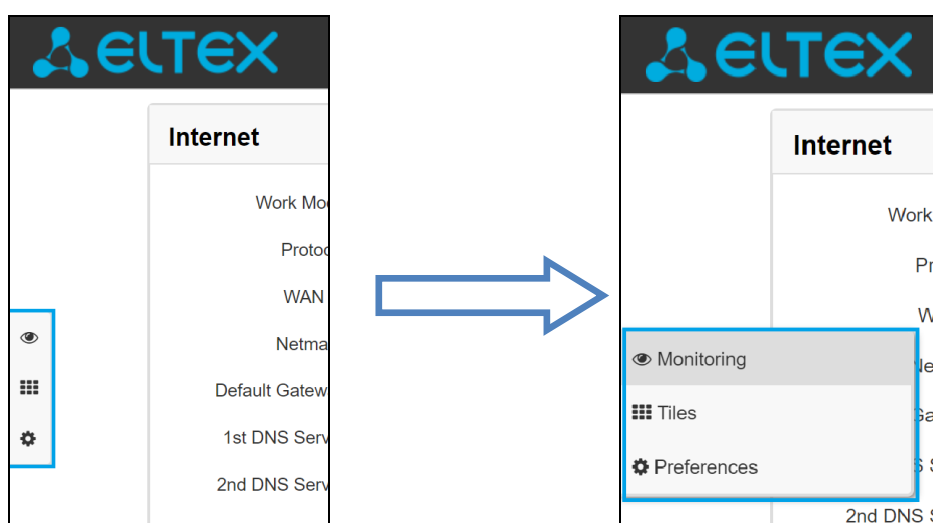 ELTEX
Internet
Work Mo
Protoc
WAN
Netma
Default Gatew
1st DNS Serv
2nd DNS Serv
ELTEX
Internet
Work
Pr
W
Monitoring
Tiles
Preferences
2nd DNS S